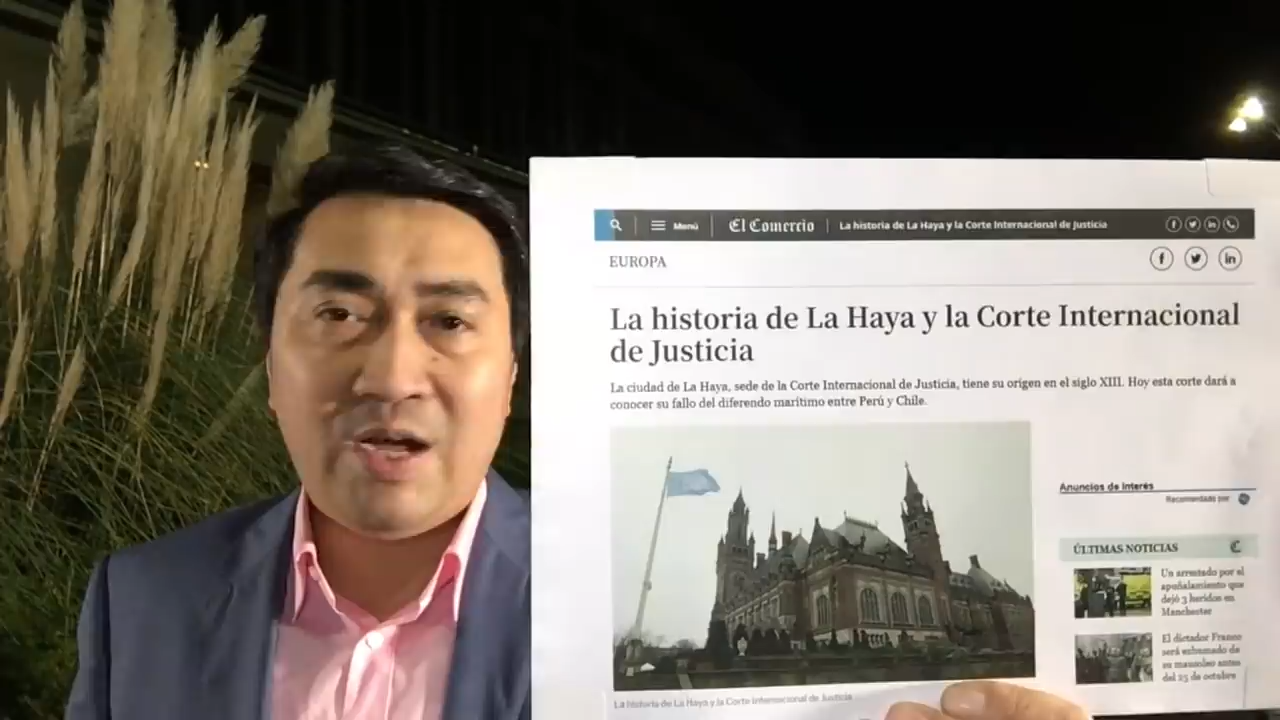 Menú
El Comercio
La historia de La Haya y la Corte Internacional de Justicia
EUROPA
La historia de La Haya y la Corte Internacional
de Justicia
La ciudad de La Haya, sede de la Corte Internacional de Justicia, tiene su origen en el siglo XIII. Hoy esta corte dará a
conocer su fallo del diferendo marítimo entre Perú y Chile.
Anuncios de Interés
Recomendado por
ÚLTIMAS NOTICIAS
Un arrestado por el
apuñalamiento que
dejó 3 heridos en
Manchester
El dictador Franco
será exhumado de
su mausoleo antes
del 25 de octubre
La historia de La Haya y la Corte Internacional de Justicia